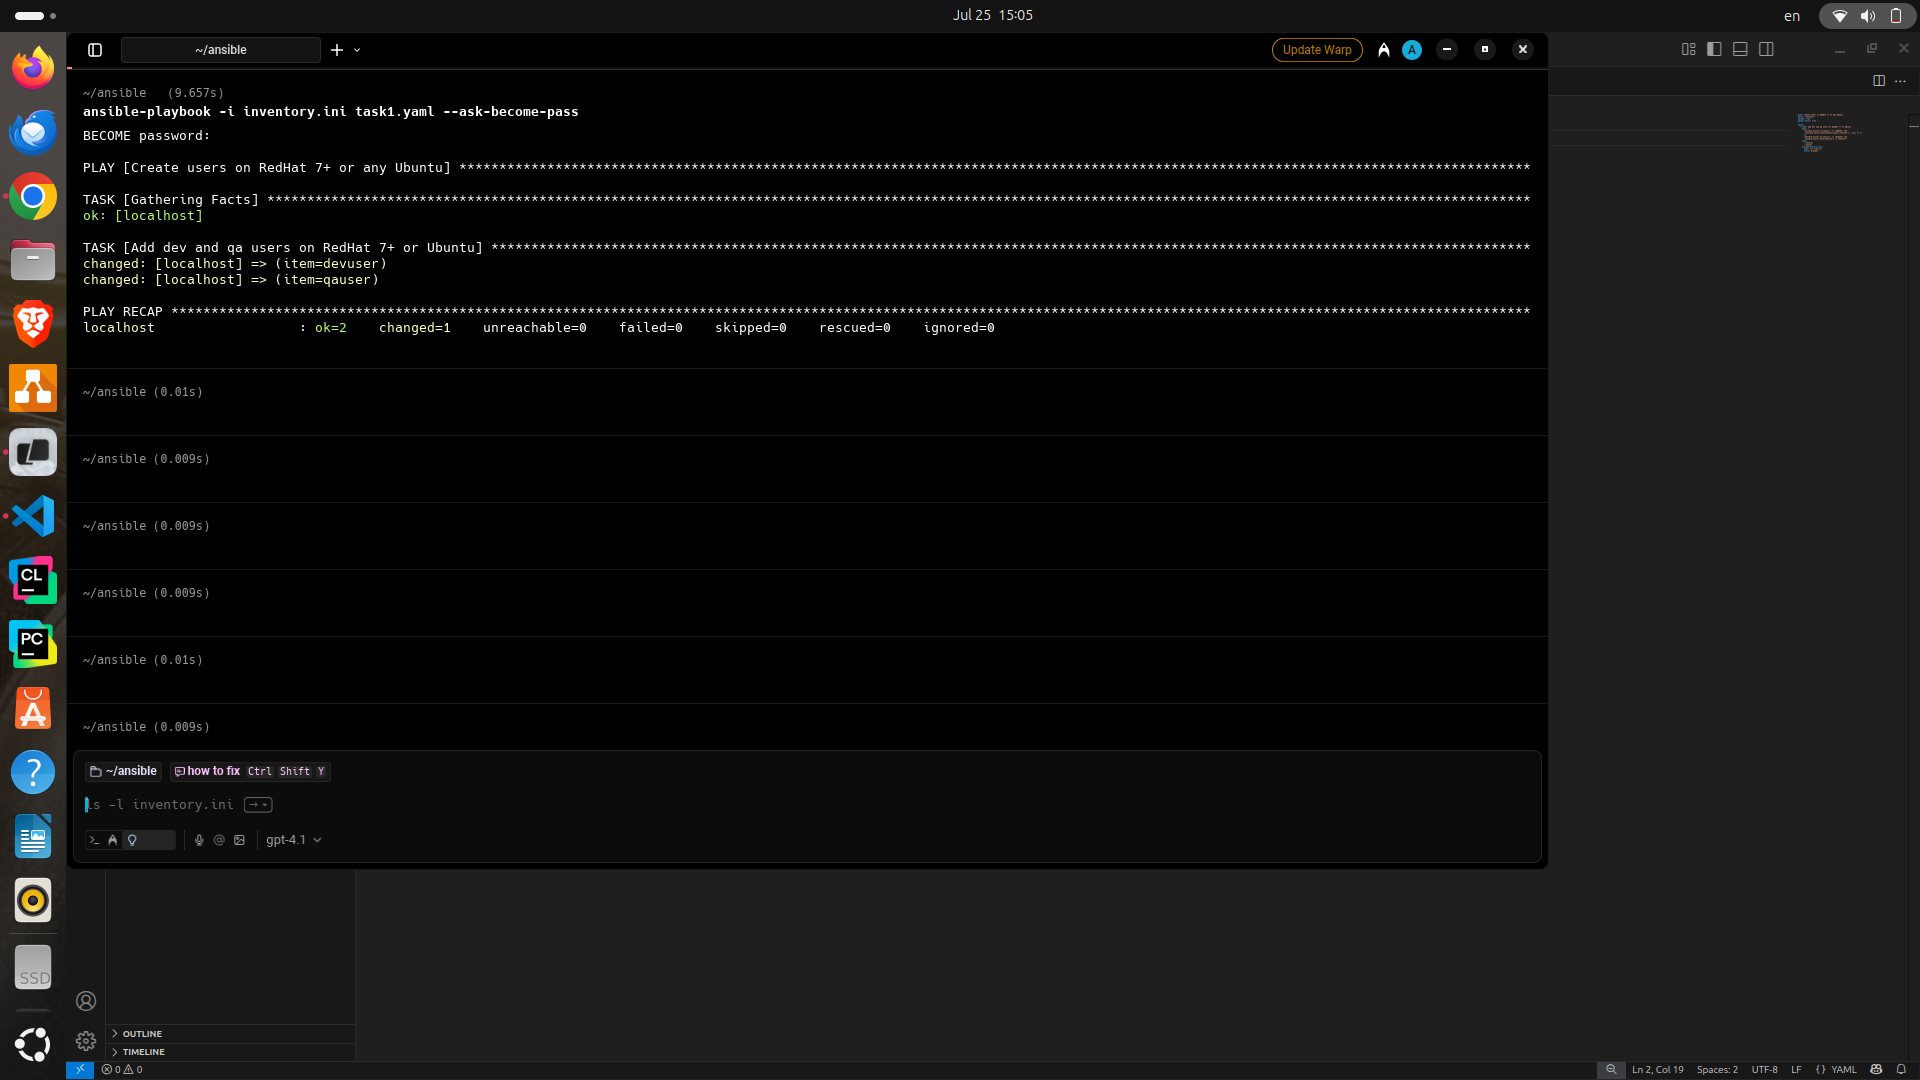 Jul 25 15:05
en
~/ansible
Update Warp
A
~/ansible (9.657s)
ansible-playbook -i inventory.ini task1.yaml --ask-become-pass
BECOME password:
PLAY [Create users on RedHat 7+ or any Ubuntu] **************************************************************************************************************************************
TASK [Gathering Facts] **************************************************************************************************************************************************************
ok: [localhost]
TASK [Add dev and qa users on RedHat 7+ or Ubuntu] **********************************************************************************************************************************
changed: [localhost] => (item=devuser)
changed: [localhost] => (item=qauser)
PLAY RECAP **************************************************************************************************************************************************************************
localhost : ok=2 changed=1 unreachable=0 failed=0 skipped=0 rescued=0 ignored=0
~/ansible (0.01s)
~/ansible (0.009s)
~/ansible (0.009s)
~/ansible (0.009s)
~/ansible (0.01s)
~/ansible (0.009s)
~/ansible how to fix Ctrl Shift Y
ls -l inventory.ini
gpt-4.1
CL
PC
SSD
OUTLINE
TIMELINE
0 0
Ln 2, Col 19 Spaces: 2 UTF-8 LF {} YAML